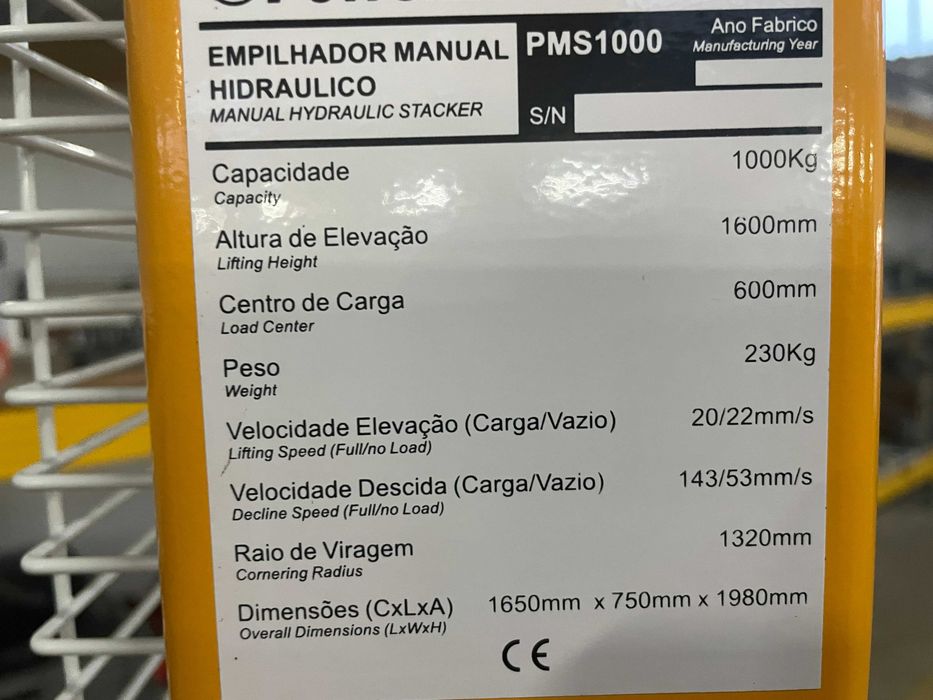 EMPILHADOR MANUAL
HIDRAULICO
MANUAL HYDRAULIC STACKER
PMS1000
Ano Fabrico
Manufacturing Year
S/N
Capacidade 1000Kg
Capacity
Altura de Elevação 1600mm
Lifting Height
Centro de Carga 600mm
Load Center
Peso 230Kg
Weight
Velocidade Elevação (Carga/Vazio) 20/22mm/s
Lifting Speed (Full/no Load)
Velocidade Descida (Carga/Vazio) 143/53mm/s
Decline Speed (Full/no Load)
Raio de Viragem 1320mm
Cornering Radius
Dimensões (CxLxA) 1650mm x 750mm x 1980mm
Overall Dimensions (LxWxH)
CE